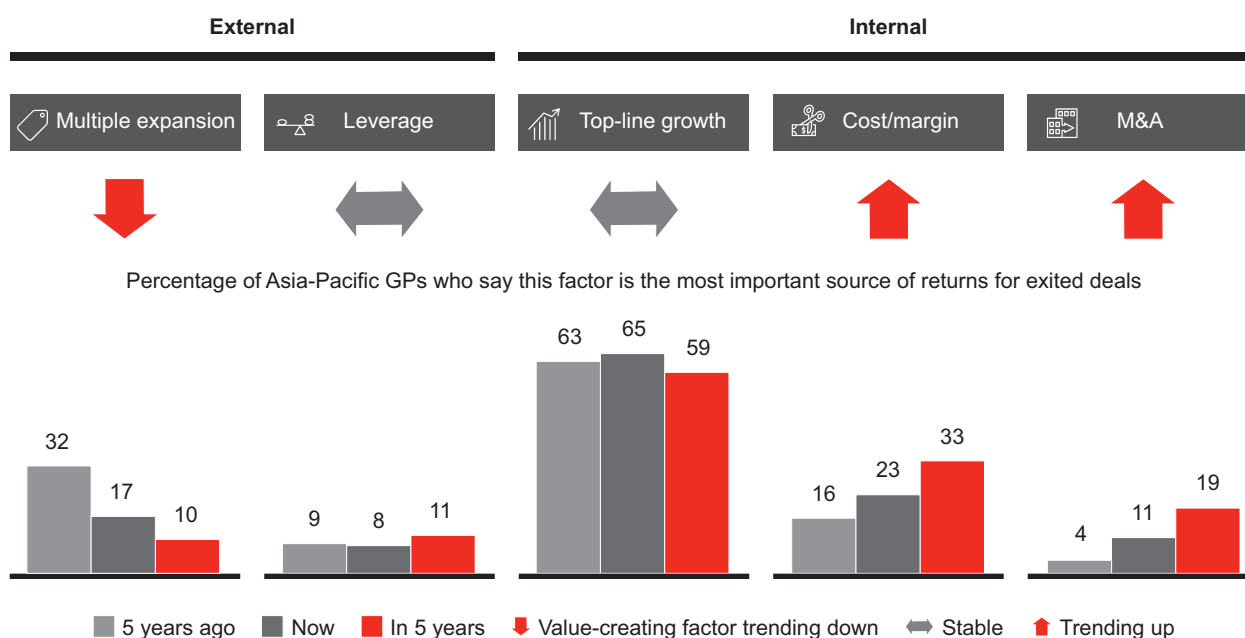 External
Internal
Multiple expansion
Leverage
Top-line growth
Cost/margin
M&A
Percentage of Asia-Pacific GPs who say this factor is the most important source of returns for exited deals
32
17
10
9
8
11
63
65
59
16
23
33
4
11
19
5 years ago
Now
In 5 years
Value-creating factor trending down
Stable
Trending up